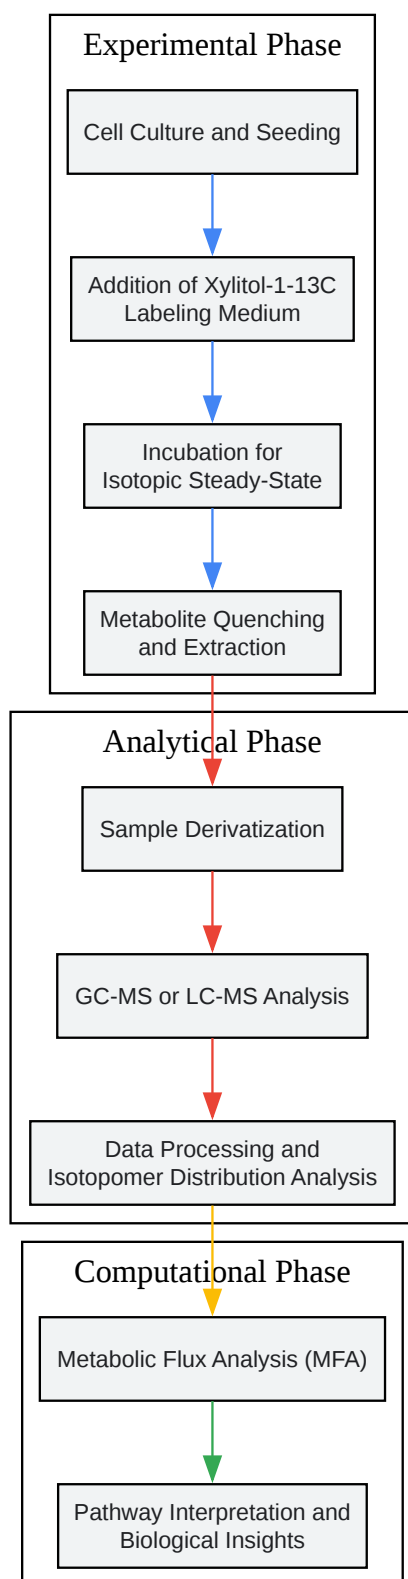 Experimental Phase
Cell Culture and Seeding
Addition of Xylitol-1-13C
Labeling Medium
Incubation for
Isotopic Steady-State
Metabolite Quenching
and Extraction
Analytical Phase
Sample Derivatization
GC-MS or LC-MS Analysis
Data Processing and
Isotopomer Distribution Analysis
Computational Phase
Metabolic Flux Analysis (MFA)
Pathway Interpretation and
Biological Insights